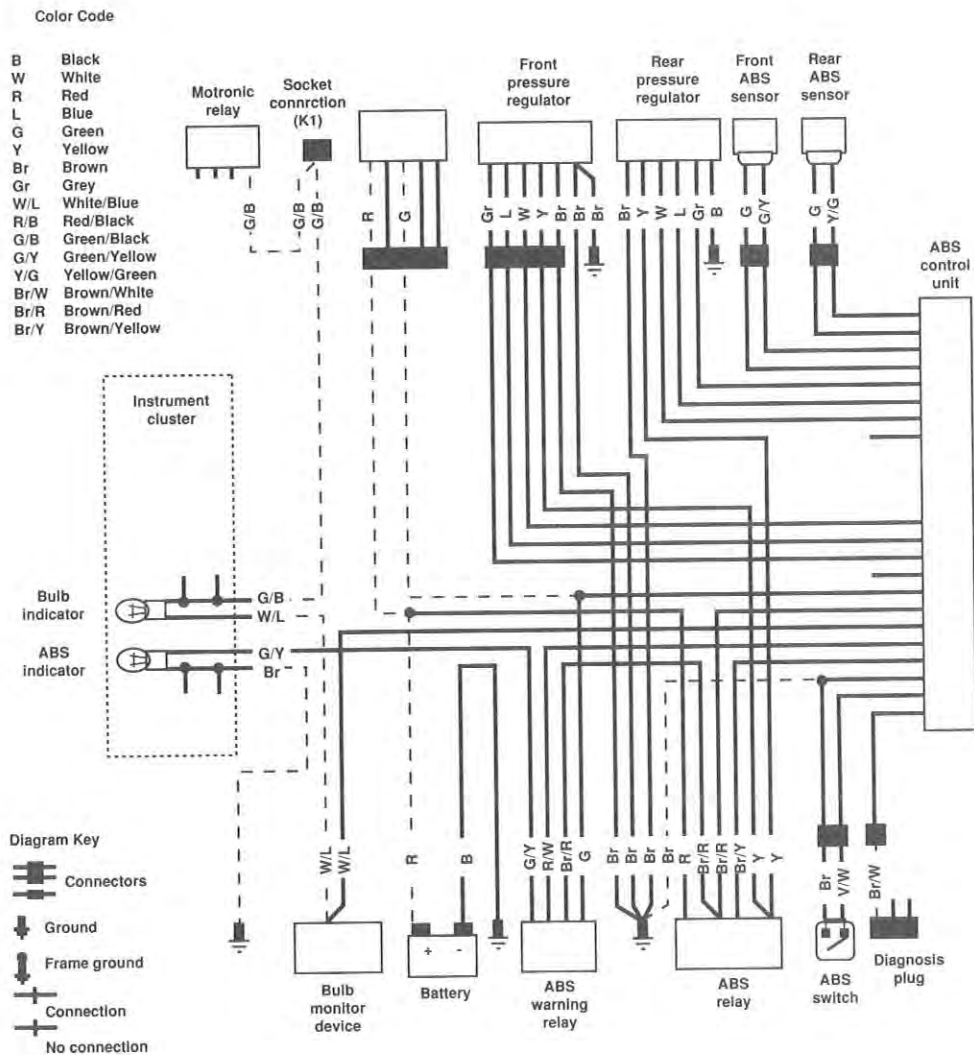 Color Code
B Black
W White
R Red
L Blue
G Green
Y Yellow
Br Brown
Gr Grey
W/L White/Blue
R/B Red/Black
G/B Green/Black
G/Y Green/Yellow
Y/G Yellow/Green
Br/W Brown/White
Br/R Brown/Red
Br/Y Brown/Yellow
Motronic
relay
Socket
connrction
(K1)
Front
pressure
regulator
Rear
pressure
regulator
Front
ABS
sensor
Rear
ABS
sensor
G/B G/B G/B R G Gr L W Y Br Br Br Br Y W L Gr B G G/Y G Y/G
ABS
control
unit
Instrument
cluster
Bulb
indicator
G/B
W/L
ABS
indicator
G/Y
Br
W/L W/L R B G/Y R/W Br/R G Br Br Br Br R Br/R Br/R Br/Y Y Y Br V/W Br/W
+ -
Bulb
monitor
device
Battery
ABS
warning
relay
ABS
relay
ABS
switch
Diagnosis
plug
Diagram Key
Connectors
Ground
Frame ground
Connection
No connection